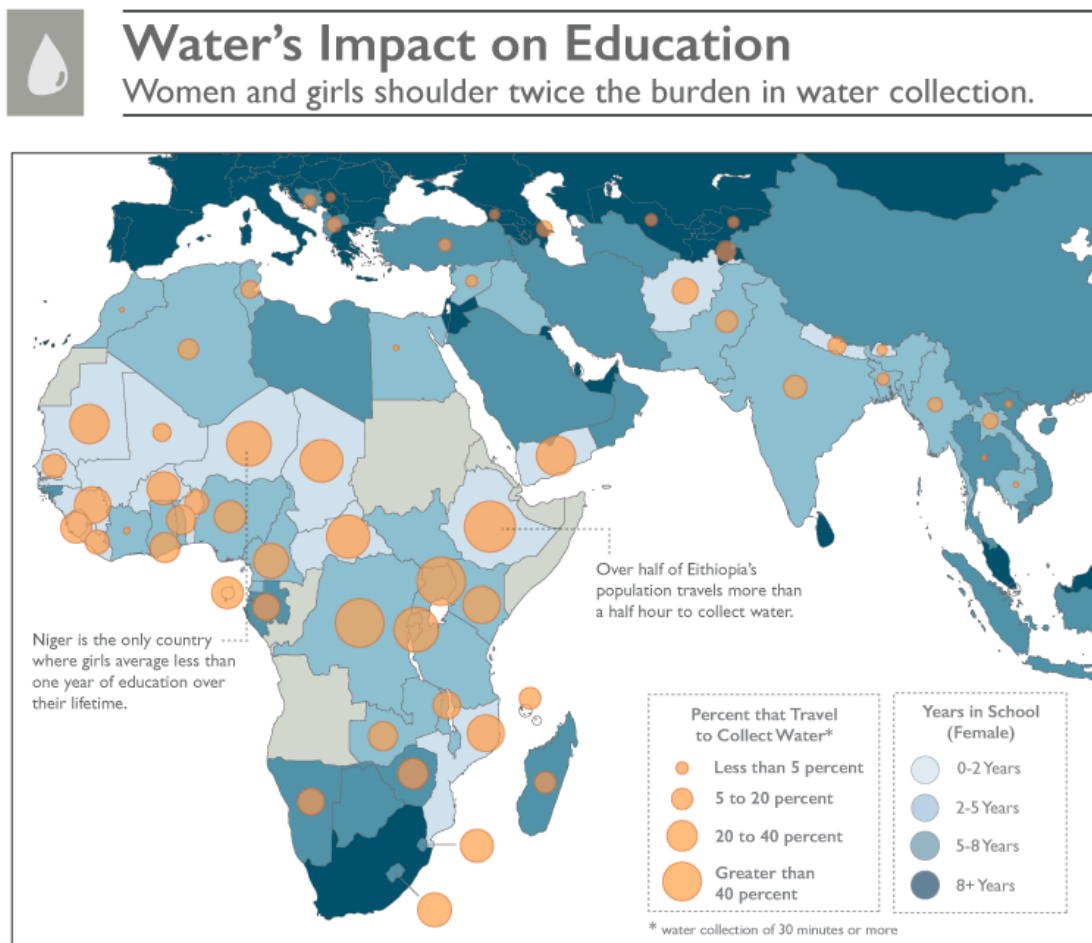 Water's Impact on Education
Women and girls shoulder twice the burden in water collection.
Over half of Eithiopia's
population travels more than
a half hour to collect water.
Niger is the only country
where girls average less than
one year of education over
their lifetime.
Percent that Travel
to Collect Water*
Less than 5 percent
5 to 20 percent
20 to 40 percent
Greater than
40 percent
* water collection of 30 minutes or more
Years in School
(Female)
0-2 Years
2-5 Years
5-8 Years
8+ Years